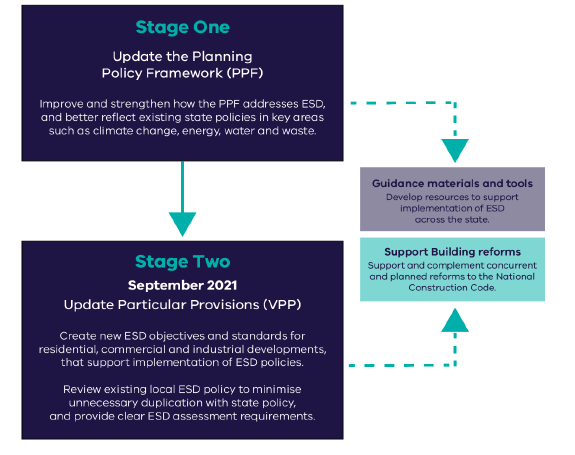 Stage One
Update the Planning
Policy Framework (PPF)
Improve and strengthen how the PPF addresses ESD,
and better reflect existing state policies in key areas
such as climate change, energy, water and waste.
Guidance materials and tools
Develop resources to support
implementation of ESD
across the state.
Support Building reforms
Support and complement concurrent
and planned reforms to the National
Construction Code.
Stage Two
September 2021
Update Particular Provisions (VPP)
Create new ESD objectives and standards for
residential, commercial and industrial developments,
that support implementation of ESD policies.
Review existing local ESD policy to minimise
unnecessary duplication with state policy,
and provide clear ESD assessment requirements.